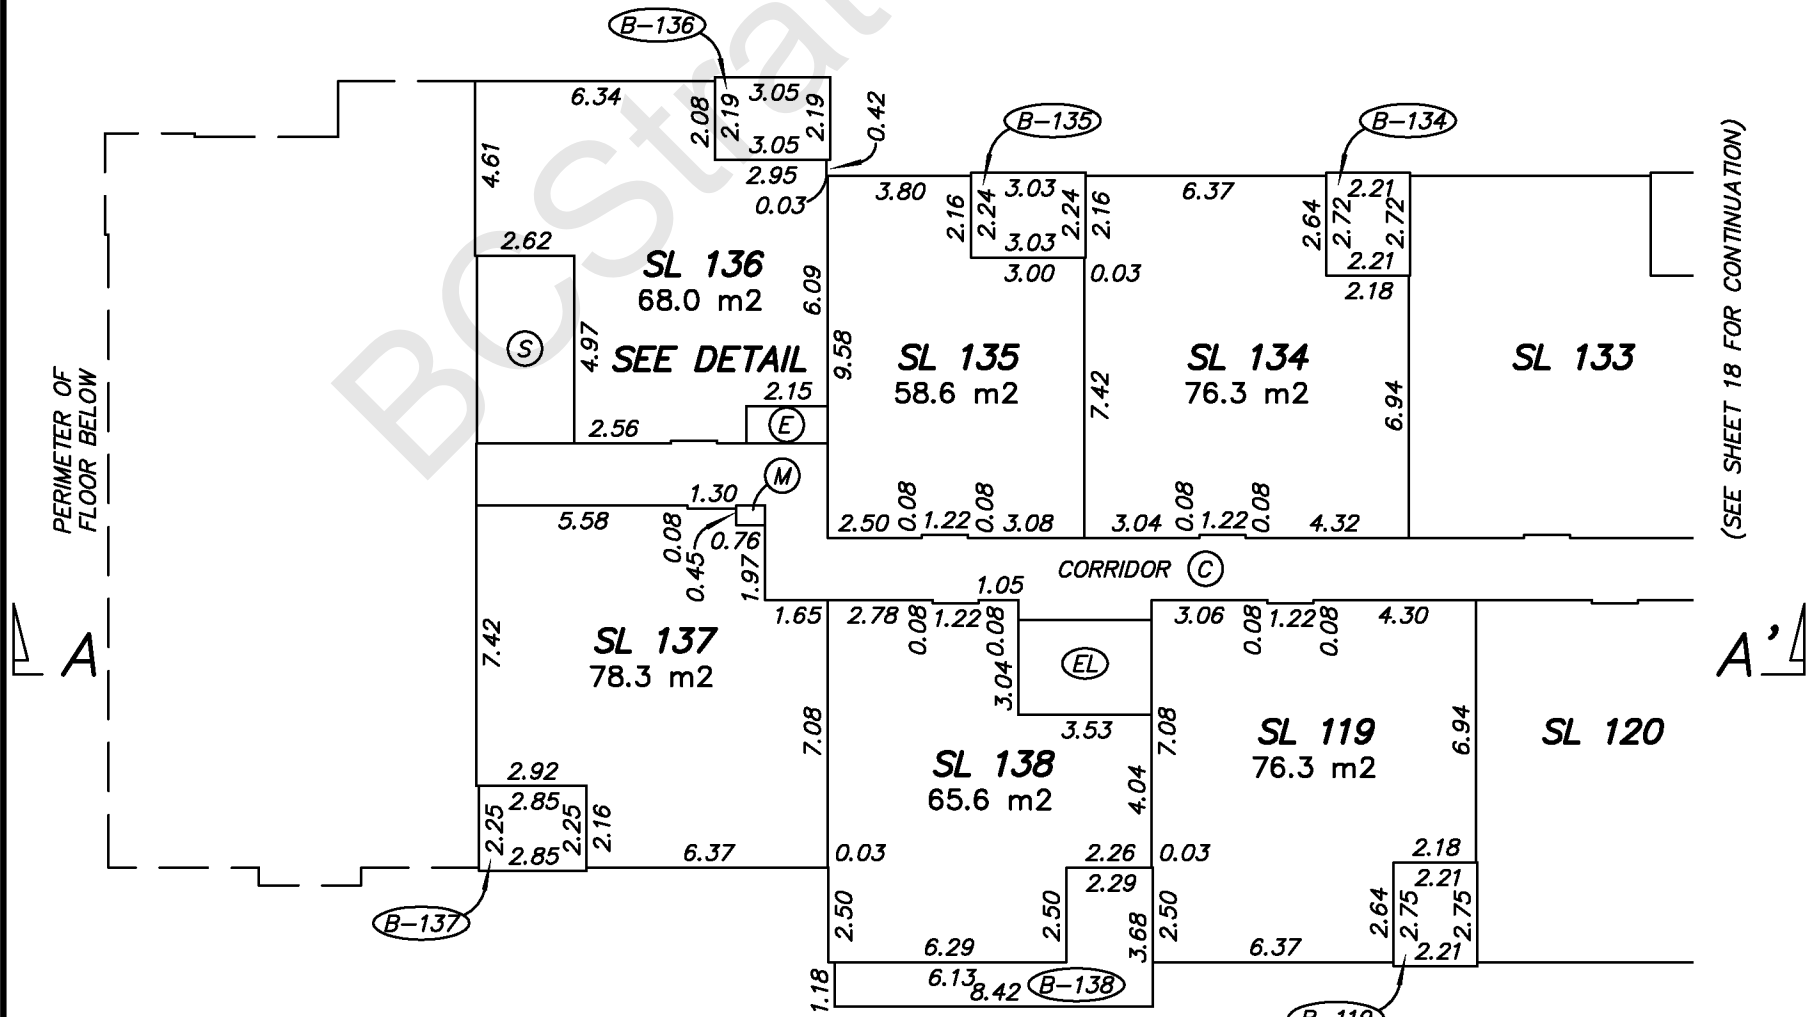 B-136
6.34
3.05
2.08
2.19
2.19
3.05
0.42
2.95
0.03
4.61
2.62
SL 136
68.0 m2
6.09
S
4.97
SEE DETAIL
2.15
E
2.56
B-135
3.80
3.03
2.16
2.24
2.24
2.16
3.03
3.00
0.03
9.58
SL 135
58.6 m2
2.50
0.08
1.22
0.08
3.08
B-134
6.37
2.21
2.64
2.72
2.72
2.21
2.18
SL 134
76.3 m2
7.42
6.94
3.04
0.08
1.22
0.08
4.32
SL 133
(SEE SHEET 18 FOR CONTINUATION)
PERIMETER OF
FLOOR BELOW
M
1.30
5.58
0.08
0.45
0.76
1.97
CORRIDOR C
A
A'
7.42
SL 137
78.3 m2
1.65
7.08
2.92
2.85
2.25
2.25
2.16
2.85
6.37
B-137
1.05
2.78
0.08
1.22
0.08
3.04
EL
3.53
SL 138
65.6 m2
4.04
0.03
2.26
2.29
2.50
2.50
3.68
6.29
6.13
8.42
B-138
1.18
3.06
0.08
1.22
0.08
4.30
7.08
SL 119
76.3 m2
6.94
0.03
2.18
2.21
2.64
2.75
2.75
2.21
2.50
6.37
B-119
SL 120
BCStrat